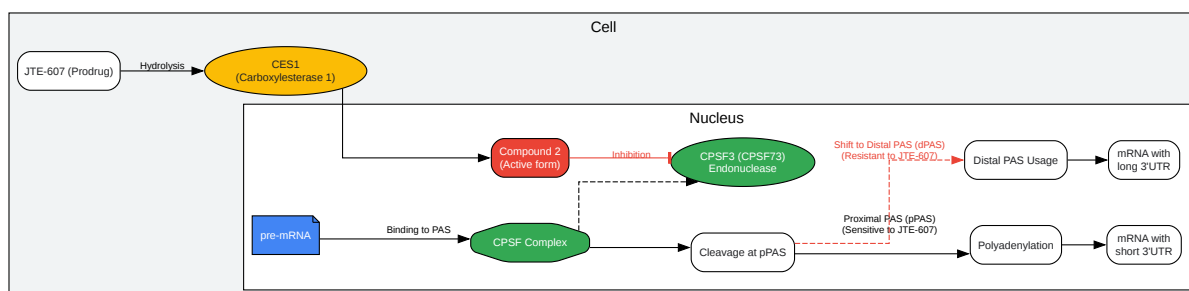 Cell
JTE-607 (Prodrug)
Hydrolysis
CES1
(Carboxylesterase 1)
Nucleus
Compound 2
(Active form)
Inhibition
CPSF3 (CPSF73)
Endonuclease
Shift to Distal PAS (dPAS)
(Resistant to JTE-607)
Distal PAS Usage
mRNA with
long 3'UTR
pre-mRNA
Binding to PAS
CPSF Complex
Cleavage at pPAS
Proximal PAS (pPAS)
(Sensitive to JTE-607)
Polyadenylation
mRNA with
short 3'UTR